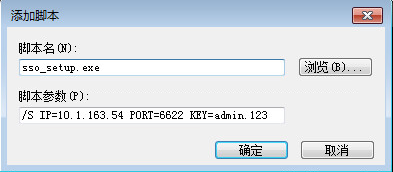 添加脚本
脚本名(N):
sso_setup.exe
浏览(B)...
脚本参数(P):
/S IP=10.1.163.54 PORT=6622 KEY=admin.123
确定
取消